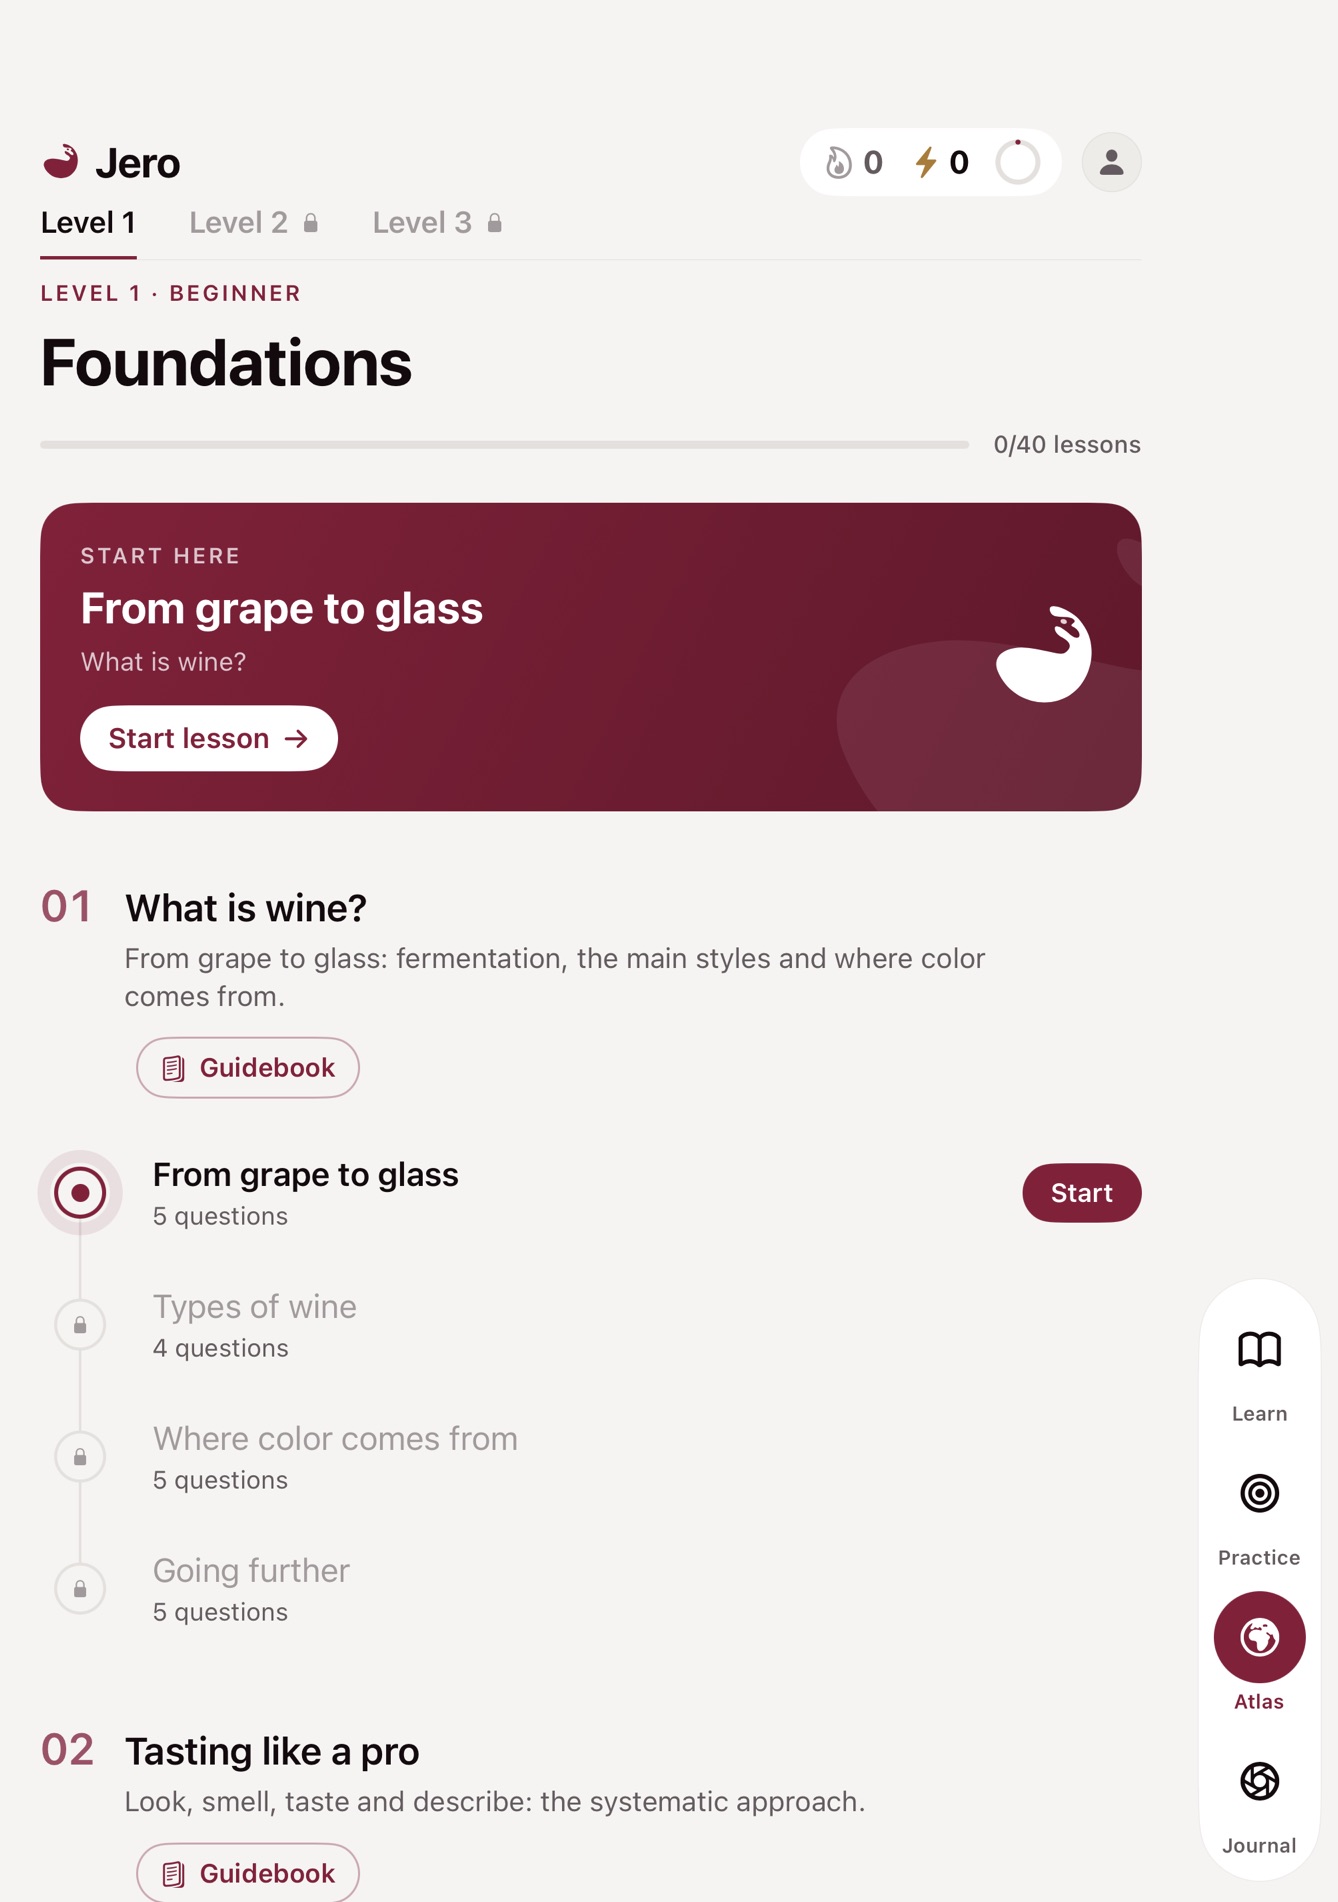 Jero
0
0
Level 1
Level 2
Level 3
LEVEL 1 · BEGINNER
Foundations
0/40 lessons
START HERE
From grape to glass
What is wine?
Start lesson →
01 What is wine?
From grape to glass: fermentation, the main styles and where color
comes from.
Guidebook
From grape to glass
5 questions
Start
Types of wine
4 questions
Where color comes from
5 questions
Going further
5 questions
02 Tasting like a pro
Look, smell, taste and describe: the systematic approach.
Guidebook
Learn
Practice
Atlas
Journal